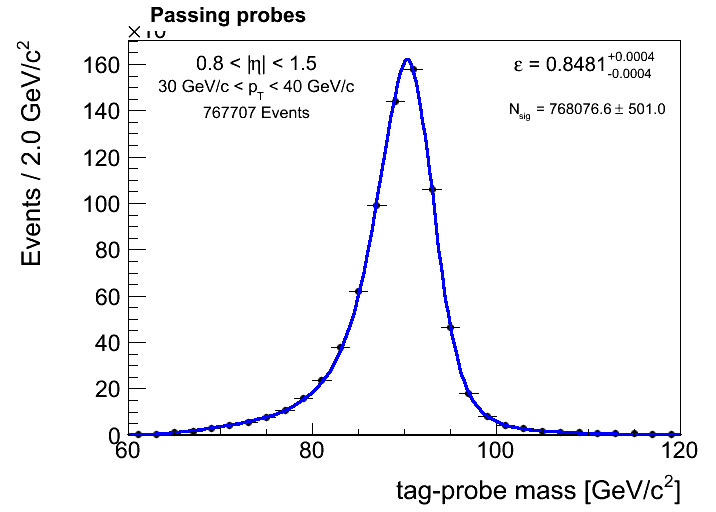 Passing probes
×10
160
140
120
100
80
60
40
20
0
Events / 2.0 GeV/c²
0.8 < |η| < 1.5
30 GeV/c < p_T < 40 GeV/c
767707 Events
ε = 0.8481 +0.0004 -0.0004
N_sig = 768076.6 ± 501.0
60 80 100 120
tag-probe mass [GeV/c²]